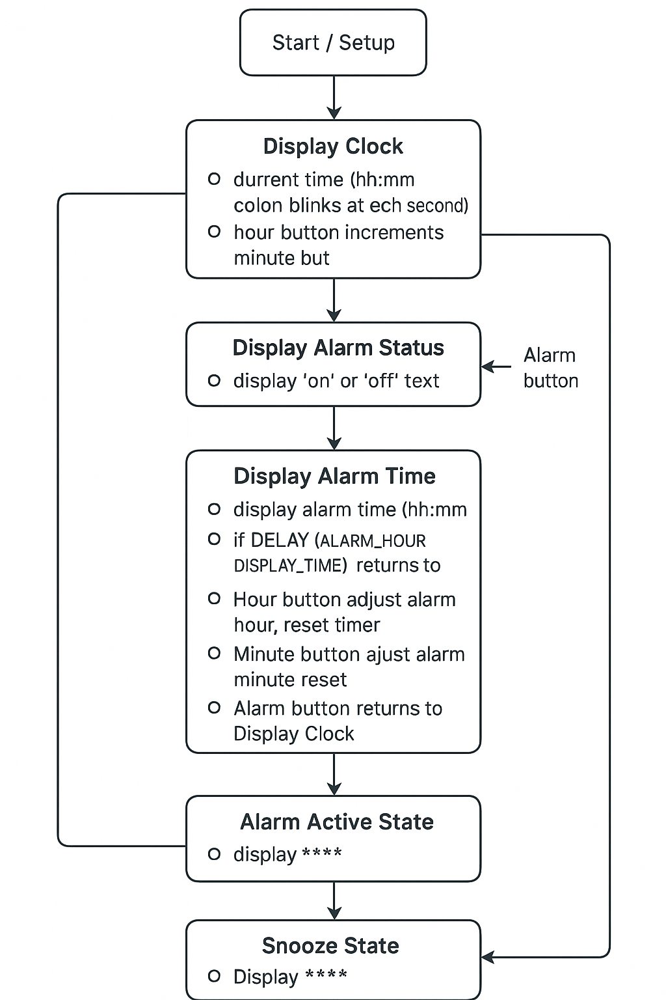 Start / Setup
Display Clock
durrent time (hh:mm
colon blinks at ech second)
hour button increments
minute but
Display Alarm Status
display 'on' or 'off' text
Alarm
button
Display Alarm Time
display alarm time (hh:mm
if DELAY (ALARM_HOUR
DISPLAY_TIME) returns to
Hour button adjust alarm
hour, reset timer
Minute button ajust alarm
minute reset
Alarm button returns to
Display Clock
Alarm Active State
display ****
Snooze State
Display ****